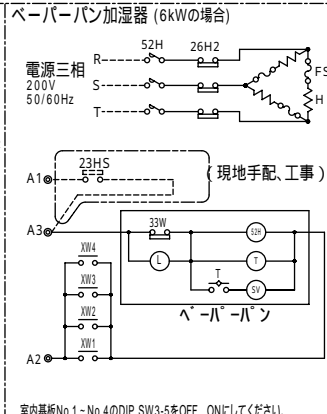 ベーパーパン加湿器 (6kWの場合)
52H 26H2
電源三相 R
200V S
50/60Hz
T
FS
H
23HS
A1
(現地手配、工事)
A3
33W
52H
XW4
L
T
XW3
T
SV
XW2
ベーパーパン
XW1
A2
室内基板No.1~No.4のDIP SW3-5をOFF→ONにしてください。